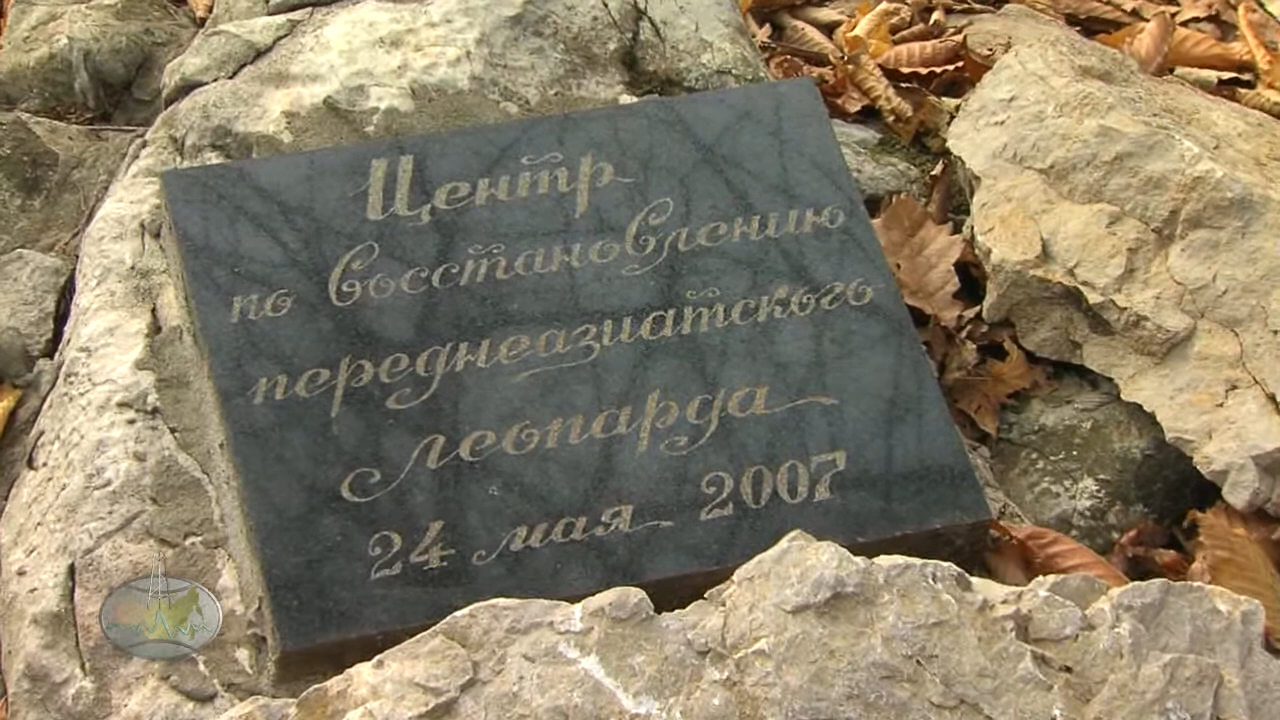 Центр
по восстановлению
переднеазиатского
леопарда
24 мая 2007